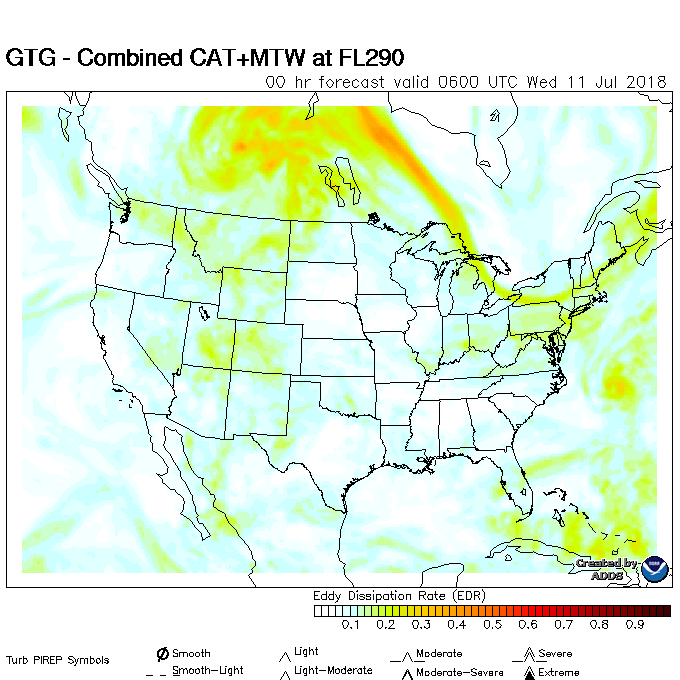 GTG - Combined CAT+MTW at FL290
00 hr forecast valid 0600 UTC Wed 11 Jul 2018
Created by
ADDS
Eddy Dissipation Rate (EDR)
0.1 0.2 0.3 0.4 0.5 0.6 0.7 0.8 0.9
Turb PIREP Symbols
Smooth Light Moderate Severe
Smooth-Light Light-Moderate Moderate-Severe Extreme